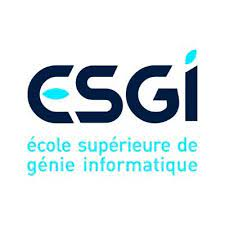 ESGI
école supérieure de
génie informatique